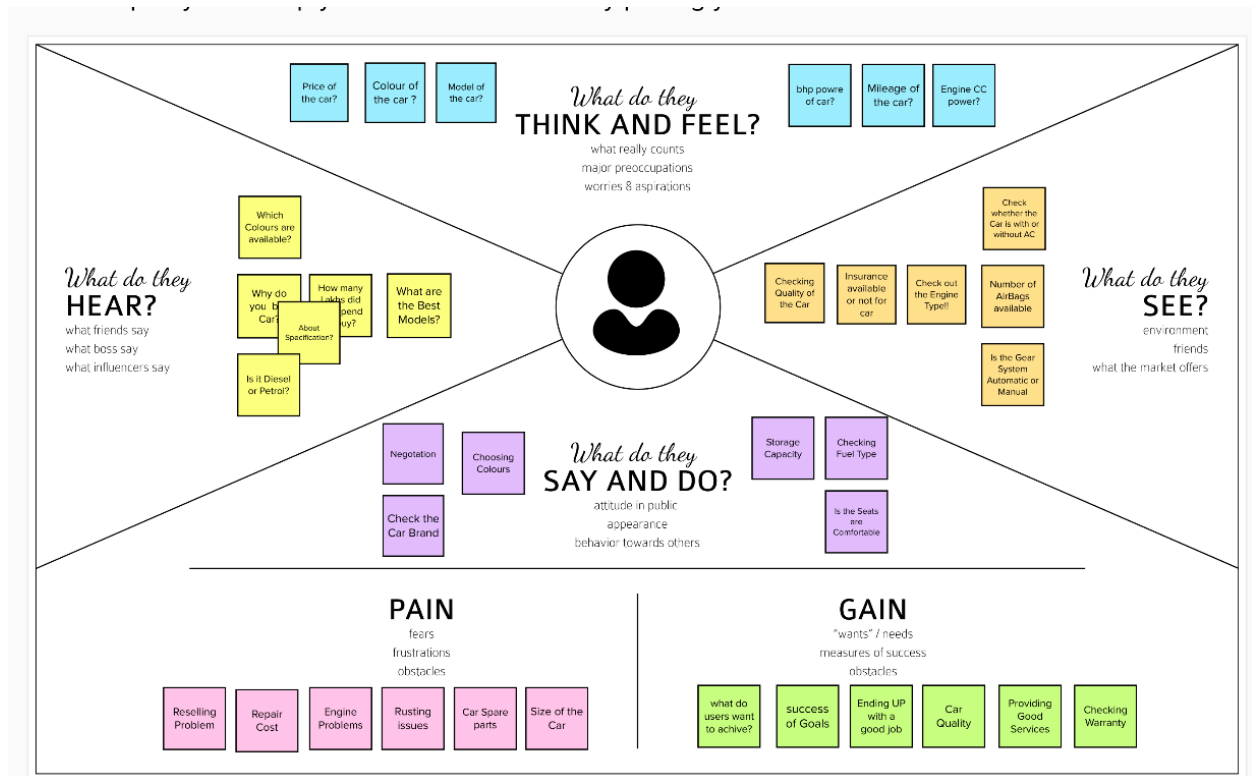 Price of
the car?
Colour of
the car ?
Model of
the car?
What do they
THINK AND FEEL?
what really counts
major preoccupations
worries & aspirations
bhp powre
of car?
Mileage of
the car?
Engine CC
power?
What do they
HEAR?
what friends say
what boss say
what influencers say
Which
Colours are
available?
Why do
you
Car?
How many
did
pend
uy?
About
Specification?
What are
the Best
Models?
Is it Diesel
or Petrol?
Check
whether the
Car is with or
without AC
Checking
Quality of
the Car
Insurance
available
or not for
car
Check out
the Engine
Type!!
Number of
AirBags
available
Is the Gear
System
Automatic or
Manual
What do they
SEE?
environment
friends
what the market offers
Negotation
Choosing
Colours
Check the
Car Brand
What do they
SAY AND DO?
attitude in public
appearance
behavior towards others
Storage
Capacity
Checking
Fuel Type
Is the Seats
are
Comfortable
PAIN
fears
frustrations
obstacles
Reselling
Problem
Repair
Cost
Engine
Problems
Rusting
issues
Car Spare
parts
Size of the
Car
GAIN
"wants" / needs
measures of success
obstacles
what do
users want
to achive?
success
of Goals
Ending UP
with a
good job
Car
Quality
Providing
Good
Services
Checking
Warranty